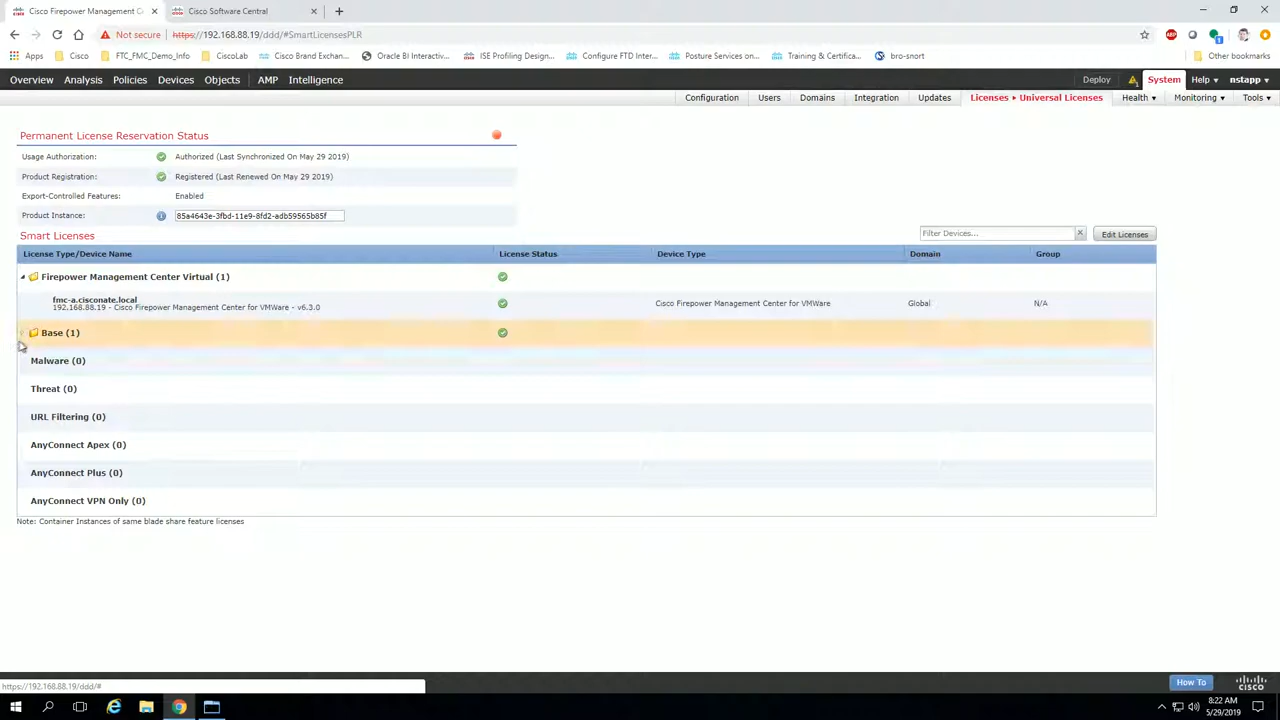 Cisco Firepower Management C
Cisco Software Central
Not secure
https://192.168.88.19/ddd/#SmartLicensesPLR
Apps
Cisco
FTC_FMC_Demo_Info
CiscoLab
Cisco Brand Exchan...
Oracle BI Interactiv...
ISE Profiling Design...
Configure FTD Inter...
Posture Services on...
Training & Certifica...
bro-snort
Other bookmarks
Overview
Analysis
Policies
Devices
Objects
AMP
Intelligence
Deploy
System
Help
nstapp
Configuration
Users
Domains
Integration
Updates
Licenses ▸ Universal Licenses
Health
Monitoring
Tools
Permanent License Reservation Status
Usage Authorization:
Authorized (Last Synchronized On May 29 2019)
Product Registration:
Registered (Last Renewed On May 29 2019)
Export-Controlled Features:
Enabled
Product Instance:
85a4643e-3fbd-11e9-8fd2-adb59565b85f
Smart Licenses
Filter Devices...
Edit Licenses
License Type/Device Name
License Status
Device Type
Domain
Group
Firepower Management Center Virtual (1)
fmc-a.cisconate.local
192.168.88.19 - Cisco Firepower Management Center for VMWare - v6.3.0
Cisco Firepower Management Center for VMWare
Global
N/A
Base (1)
Malware (0)
Threat (0)
URL Filtering (0)
AnyConnect Apex (0)
AnyConnect Plus (0)
AnyConnect VPN Only (0)
Note: Container Instances of same blade share feature licenses
How To
cisco
https://192.168.88.19/ddd/#
8:22 AM
5/29/2019